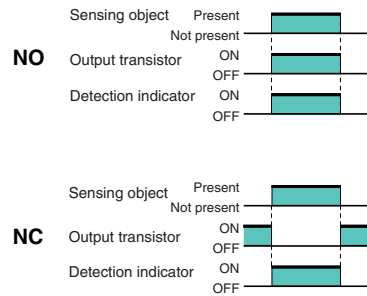 Sensing object Present
Not present
NO Output transistor ON
OFF
Detection indicator ON
OFF
Sensing object Present
Not present
NC Output transistor ON
OFF
Detection indicator ON
OFF